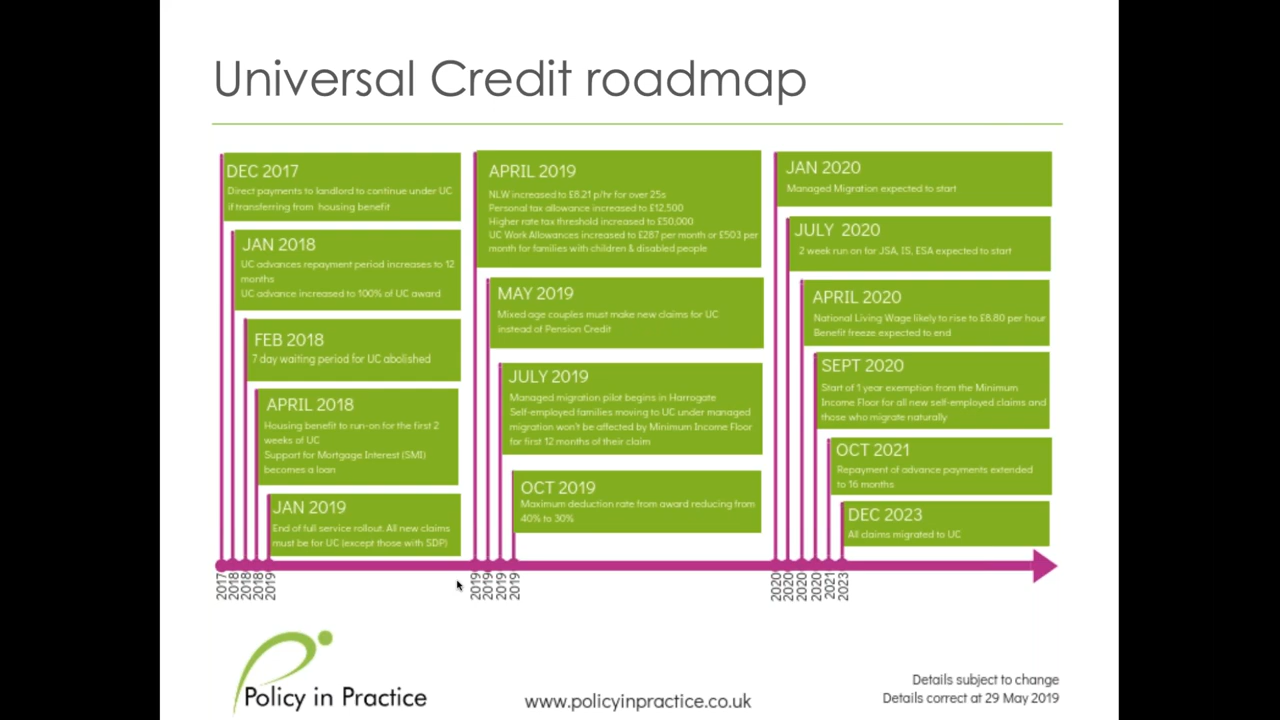 Universal Credit roadmap
DEC 2017
Direct payments to landlord to continue under UC
if transferring from housing benefit
JAN 2018
UC advances repayment period increases to 12
months
UC advance increased to 100% of UC award
FEB 2018
7 day waiting period for UC abolished
APRIL 2018
Housing benefit to run-on for the first 2
weeks of UC
Support for Mortgage Interest (SMI)
becomes a loan
JAN 2019
End of full service rollout. All new claims
must be for UC (except those with SDP)
APRIL 2019
NLW increased to £8.21 p/hr for over 25s
Personal tax allowance increased to £12,500
Higher rate tax threshold increased to £50,000
UC Work Allowances increased to £287 per month or £503 per
month for families with children & disabled people
MAY 2019
Mixed age couples must make new claims for UC
instead of Pension Credit
JULY 2019
Managed migration pilot begins in Harrogate
Self-employed families moving to UC under managed
migration won't be affected by Minimum Income Floor
for first 12 months of their claim
OCT 2019
Maximum deduction rate from award reducing from
40% to 30%
JAN 2020
Managed Migration expected to start
JULY 2020
2 week run on for JSA, IS, ESA expected to start
APRIL 2020
National Living Wage likely to rise to £8.80 per hour
Benefit freeze expected to end
SEPT 2020
Start of 1 year exemption from the Minimum
Income Floor for all new self-employed claims and
those who migrate naturally
OCT 2021
Repayment of advance payments extended
to 16 months
DEC 2023
All claims migrated to UC
2017
2018
2018
2018
2019
2019
2019
2019
2019
2020
2020
2020
2020
2021
2023
Policy in Practice
www.policyinpractice.co.uk
Details subject to change
Details correct at 29 May 2019